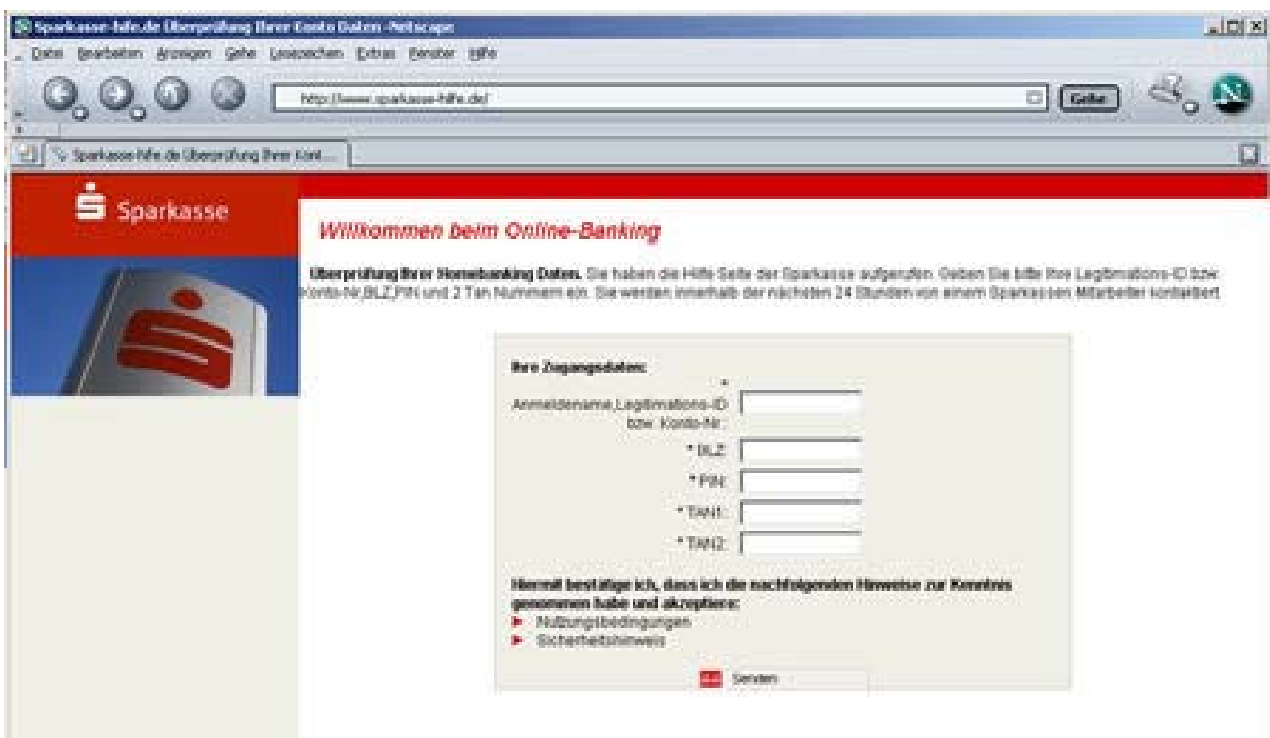 Sparkasse-hilfe.de Überprüfung Ihrer Konto Daten - Netscape
Datei Bearbeiten Anzeigen Gehe Lesezeichen Extras Fenster Hilfe
http://www.sparkasse-hilfe.de/
Gehe
Sparkasse-hilfe.de Überprüfung Ihrer Kont...
Sparkasse
Willkommen beim Online-Banking
Überprüfung Ihrer Homebanking Daten. Sie haben die Hilfe Seite der Sparkasse aufgerufen. Geben Sie bitte Ihre Legitimations-ID bzw.
Konto-Nr,BLZ,PIN und 2 Tan Nummern ein. Sie werden innerhalb der nächsten 24 Stunden von einem Sparkassen Mitarbeiter kontaktiert
Ihre Zugangsdaten:
*
Anmeldename,Legitimations-ID
bzw. Konto-Nr.:
* BLZ:
* PIN:
* TAN1:
* TAN2:
Hiermit bestätige ich, dass ich die nachfolgenden Hinweise zur Kenntnis
genommen habe und akzeptiere:
Nutzungsbedingungen
Sicherheitshinweis
Senden